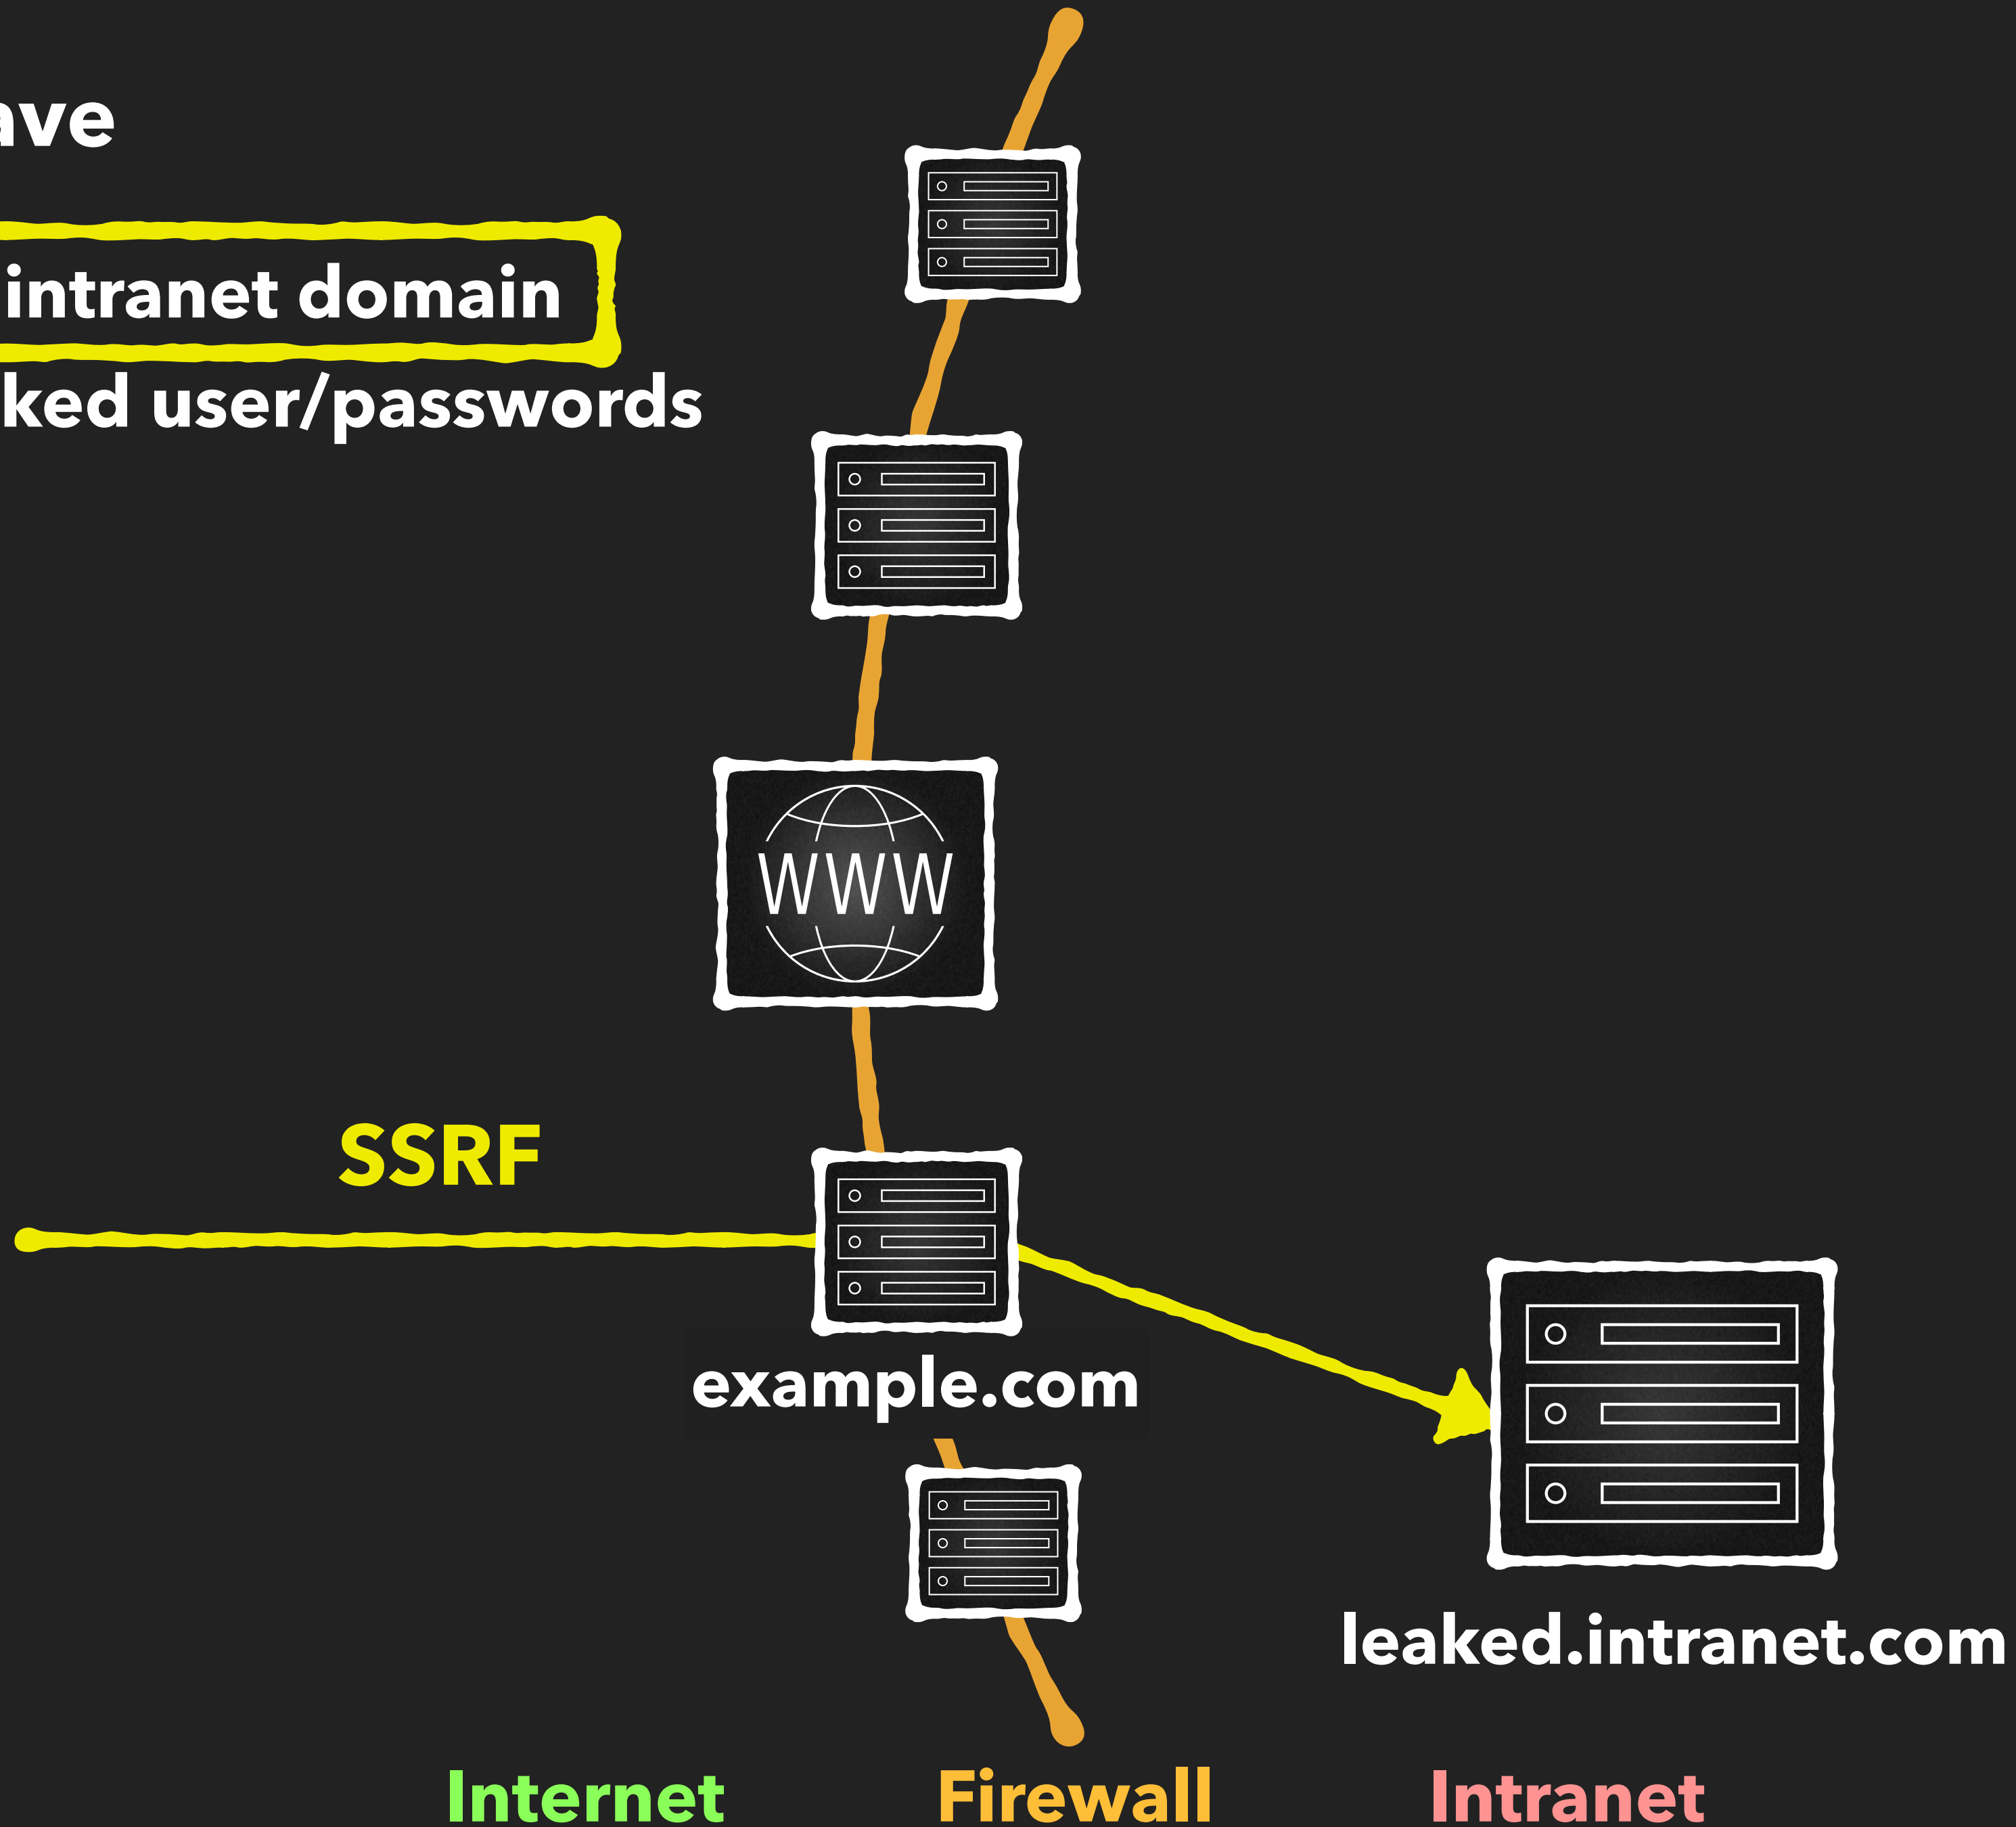 ave
intranet domain
ked user/passwords
WWW
SSRF
example.com
leaked.intranet.com
Internet Firewall Intranet